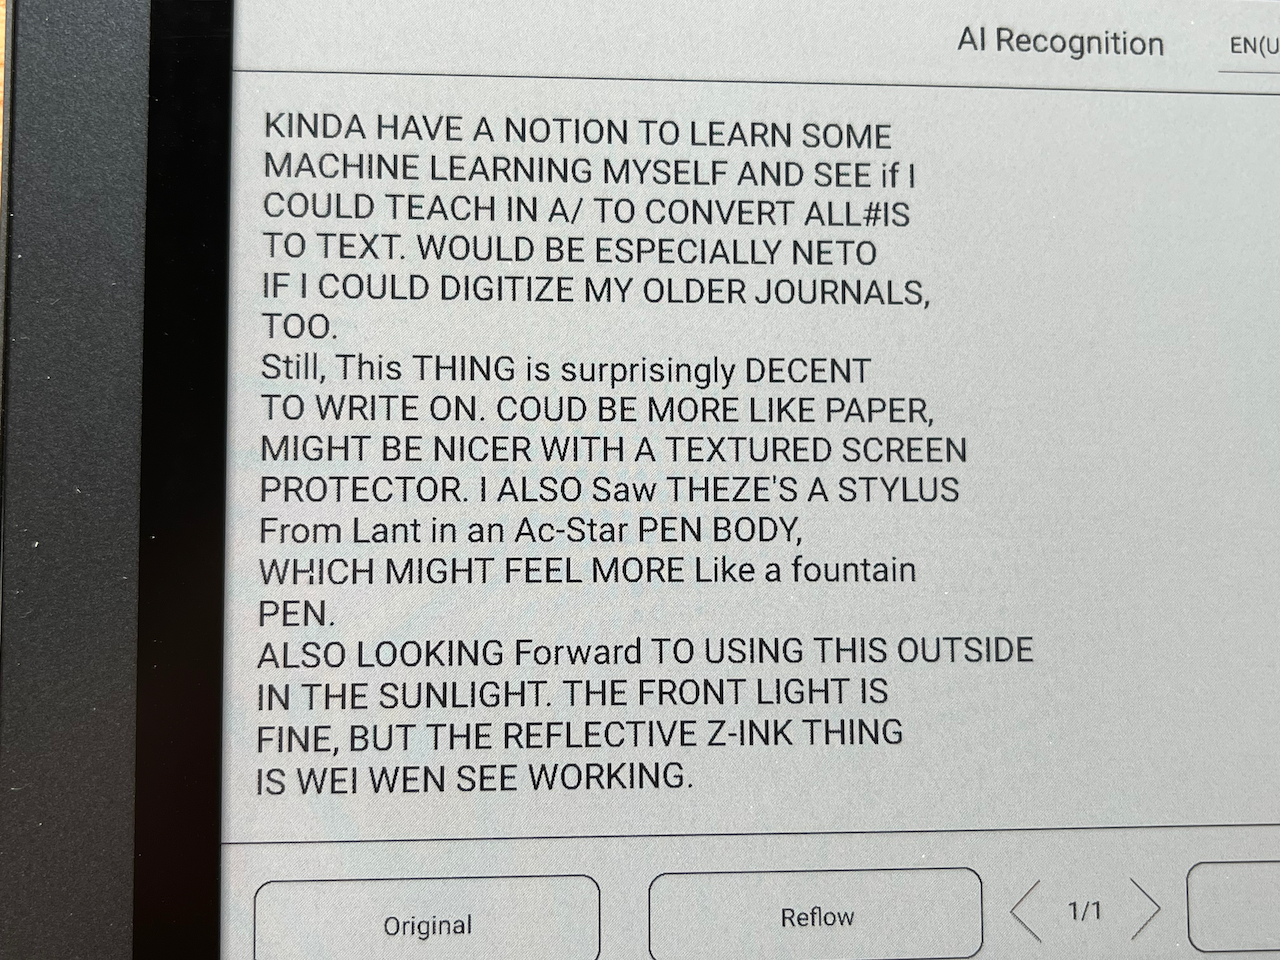 AI Recognition
EN(U
KINDA HAVE A NOTION TO LEARN SOME
MACHINE LEARNING MYSELF AND SEE if I
COULD TEACH IN A/ TO CONVERT ALL#IS
TO TEXT. WOULD BE ESPECIALLY NETO
IF I COULD DIGITIZE MY OLDER JOURNALS,
TOO.
Still, This THING is surprisingly DECENT
TO WRITE ON. COUD BE MORE LIKE PAPER,
MIGHT BE NICER WITH A TEXTURED SCREEN
PROTECTOR. I ALSO Saw THEZE'S A STYLUS
From Lant in an Ac-Star PEN BODY,
WHICH MIGHT FEEL MORE Like a fountain
PEN.
ALSO LOOKING Forward TO USING THIS OUTSIDE
IN THE SUNLIGHT. THE FRONT LIGHT IS
FINE, BUT THE REFLECTIVE Z-INK THING
IS WEI WEN SEE WORKING.
Original
Reflow
1/1